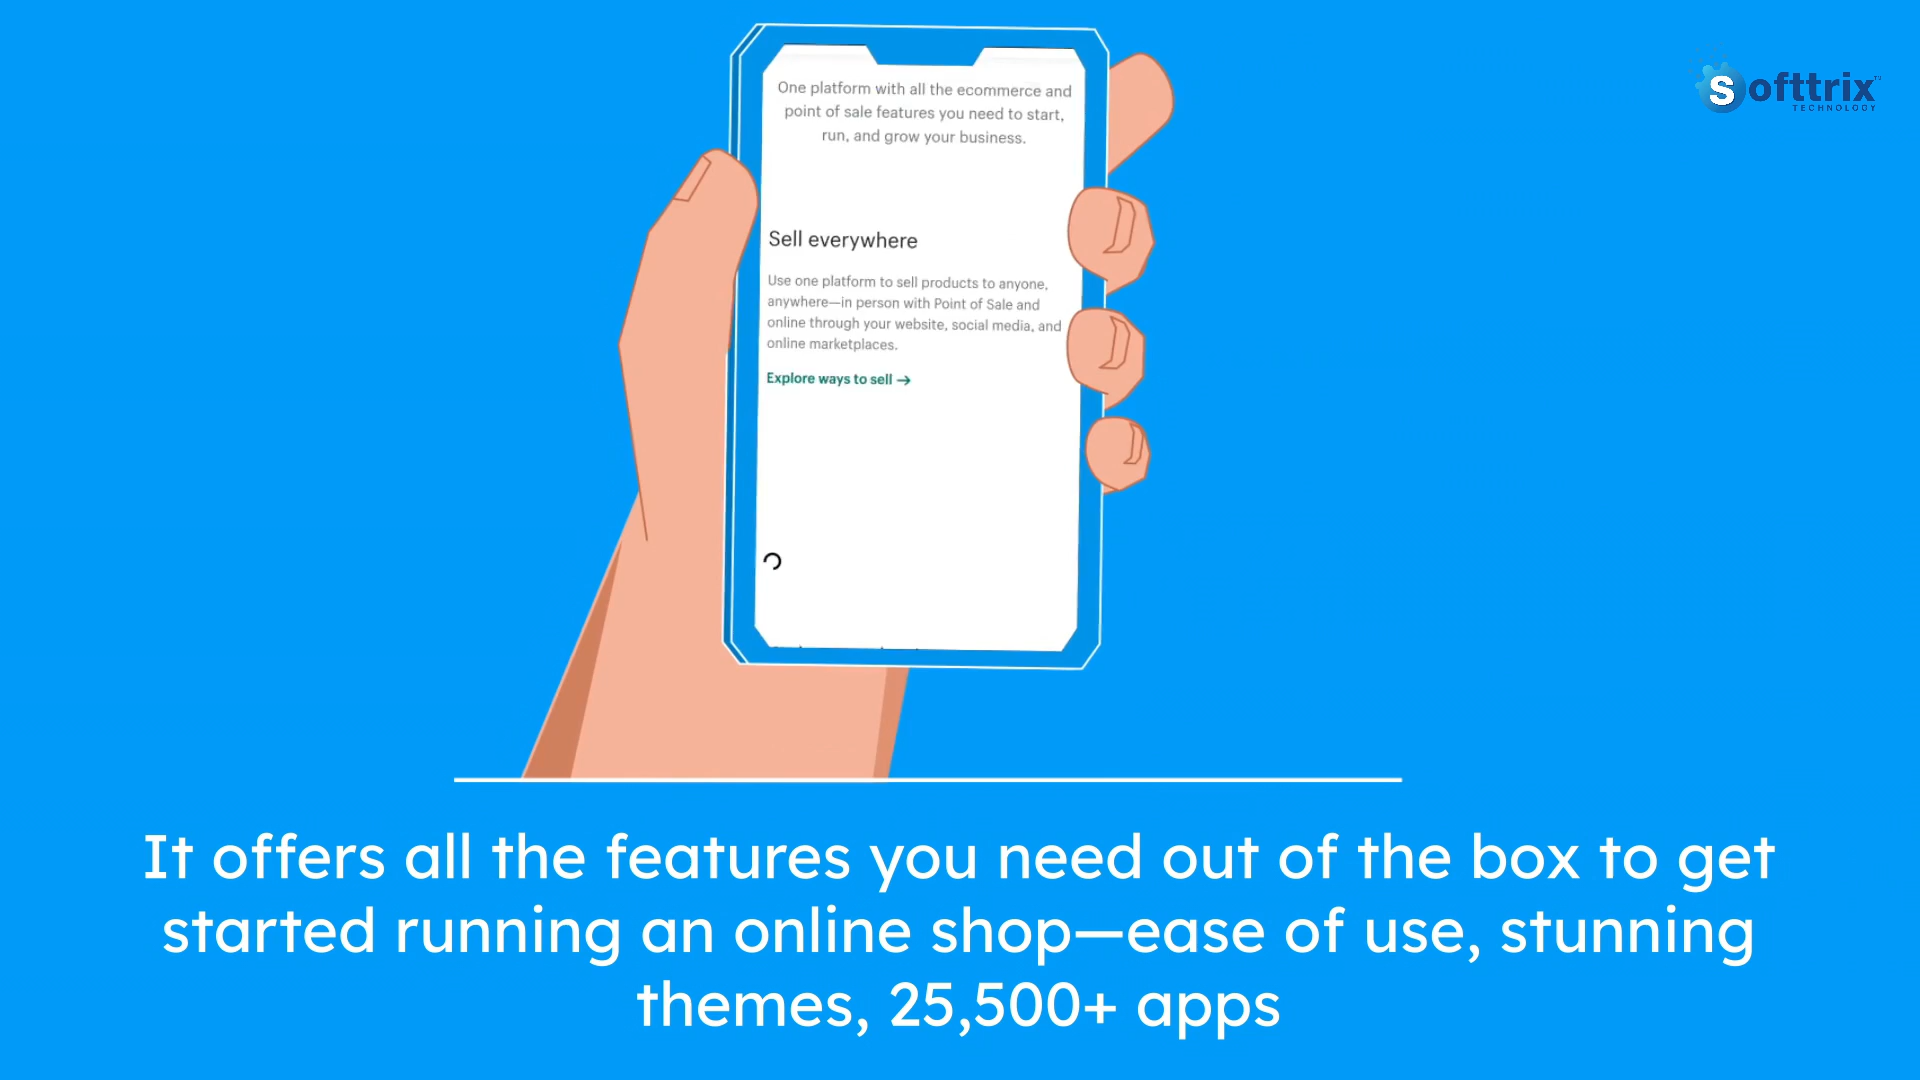 One platform with all the ecommerce and
point of sale features you need to start,
run, and grow your business.
Softtrix
TECHNOLOGY
Sell everywhere
Use one platform to sell products to anyone,
anywhere—in person with Point of Sale and
online through your website, social media, and
online marketplaces.
Explore ways to sell →
It offers all the features you need out of the box to get
started running an online shop—ease of use, stunning
themes, 25,500+ apps